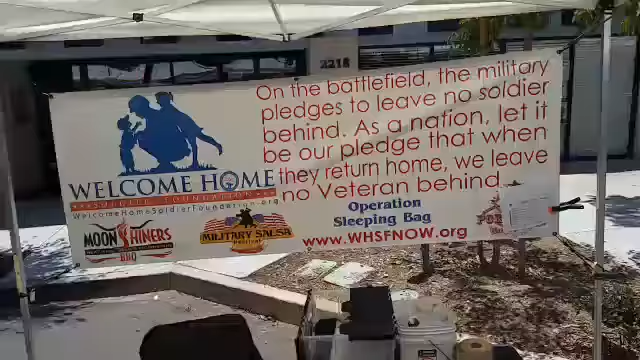 2218
On the battlefield, the military
pledges to leave no soldier
behind. As a nation, let it
be our pledge that when
they return home, we leave
no Veteran behind
WELCOME HOME
SOLDIER FOUNDATION
WelcomeHomeSoldierFoundation.org
Operation
Sleeping Bag
www.WHSFNOW.org
MOONSHINERS
BBQ
MILITARY SALSA